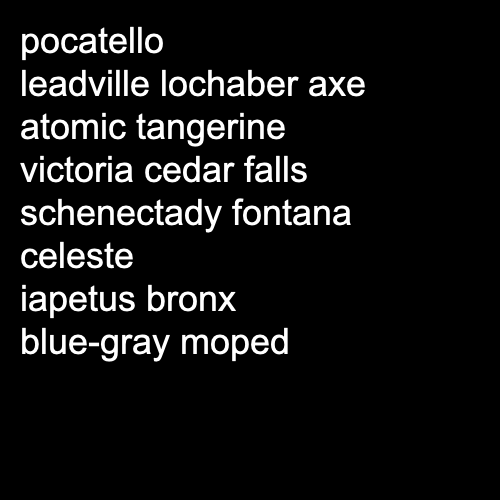 pocatello
leadville lochaber axe
atomic tangerine
victoria cedar falls
schenectady fontana
celeste
iapetus bronx
blue-gray moped